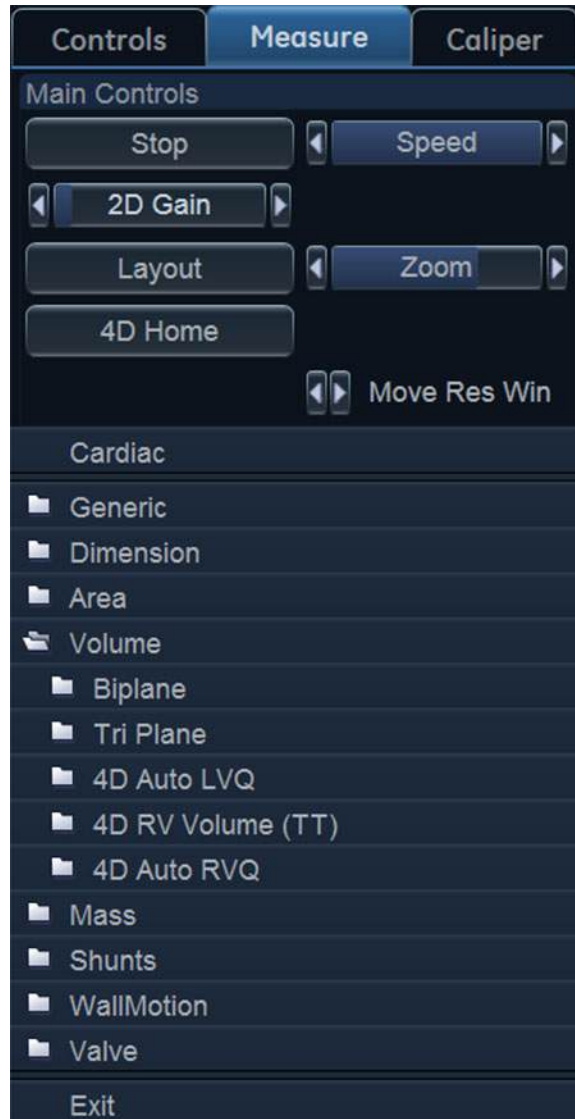 Controls Measure Caliper
Main Controls
Stop Speed
2D Gain
Layout Zoom
4D Home
Move Res Win
Cardiac
Generic
Dimension
Area
Volume
Biplane
Tri Plane
4D Auto LVQ
4D RV Volume (TT)
4D Auto RVQ
Mass
Shunts
WallMotion
Valve
Exit